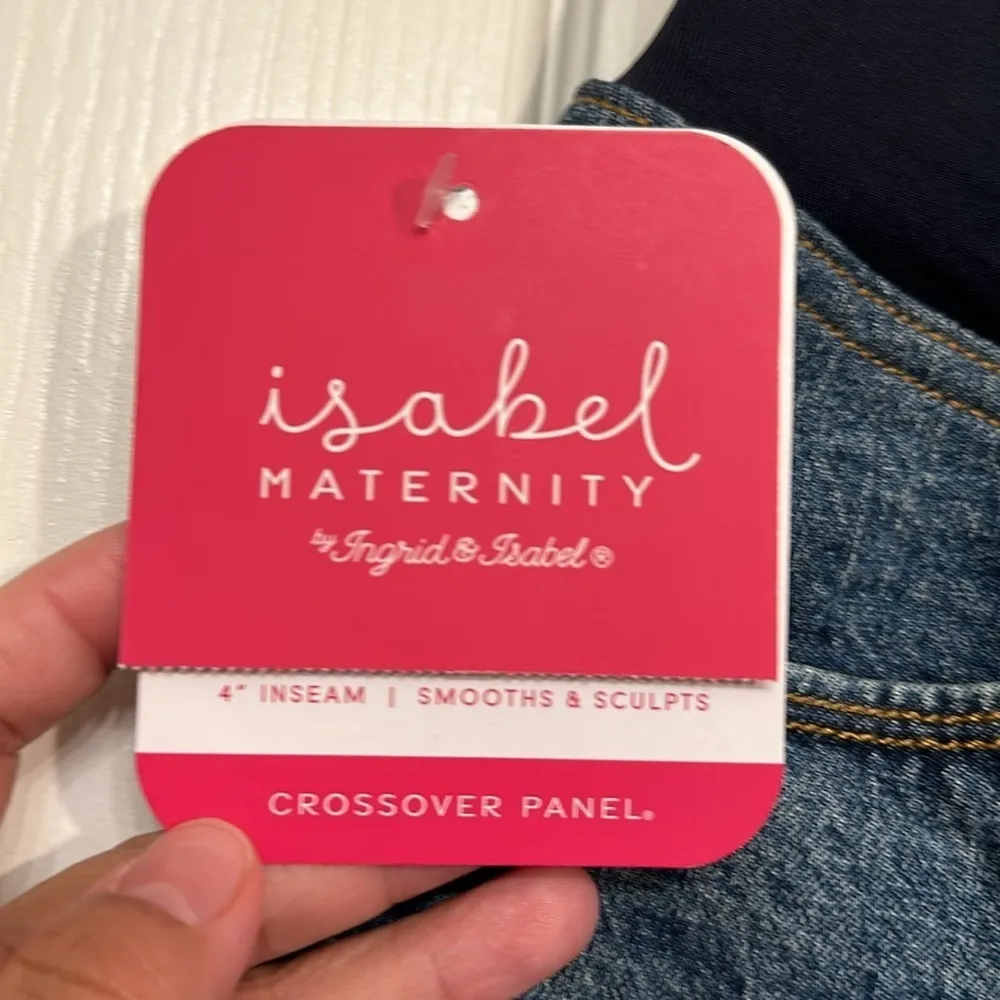 isabel
MATERNITY
by Ingrid & Isabel®
4" INSEAM | SMOOTHS & SCULPTS
CROSSOVER PANEL®